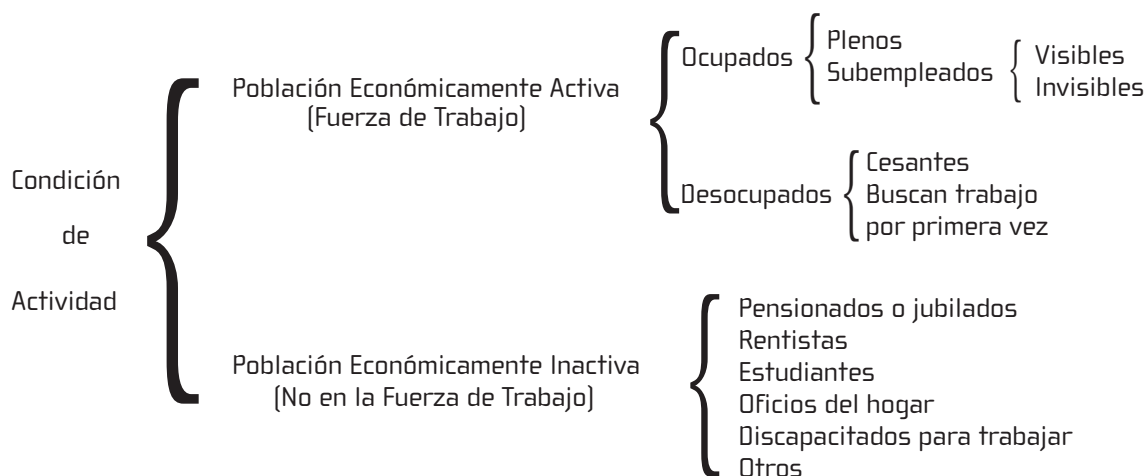 Condición
de
Actividad
Población Económicamente Activa
(Fuerza de Trabajo)
Ocupados
Plenos
Subempleados
Visibles
Invisibles
Desocupados
Cesantes
Buscan trabajo
por primera vez
Población Económicamente Inactiva
(No en la Fuerza de Trabajo)
Pensionados o jubilados
Rentistas
Estudiantes
Oficios del hogar
Discapacitados para trabajar
Otros